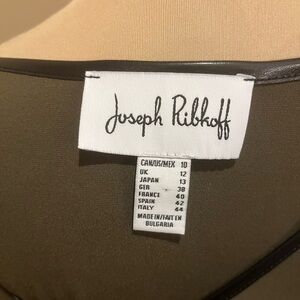 Joseph Ribkoff
CAN/US/MEX 10
UK 12
JAPAN 13
GER 38
FRANCE 40
SPAIN 42
ITALY 44
MADE IN/FAIT EN
BULGARIA